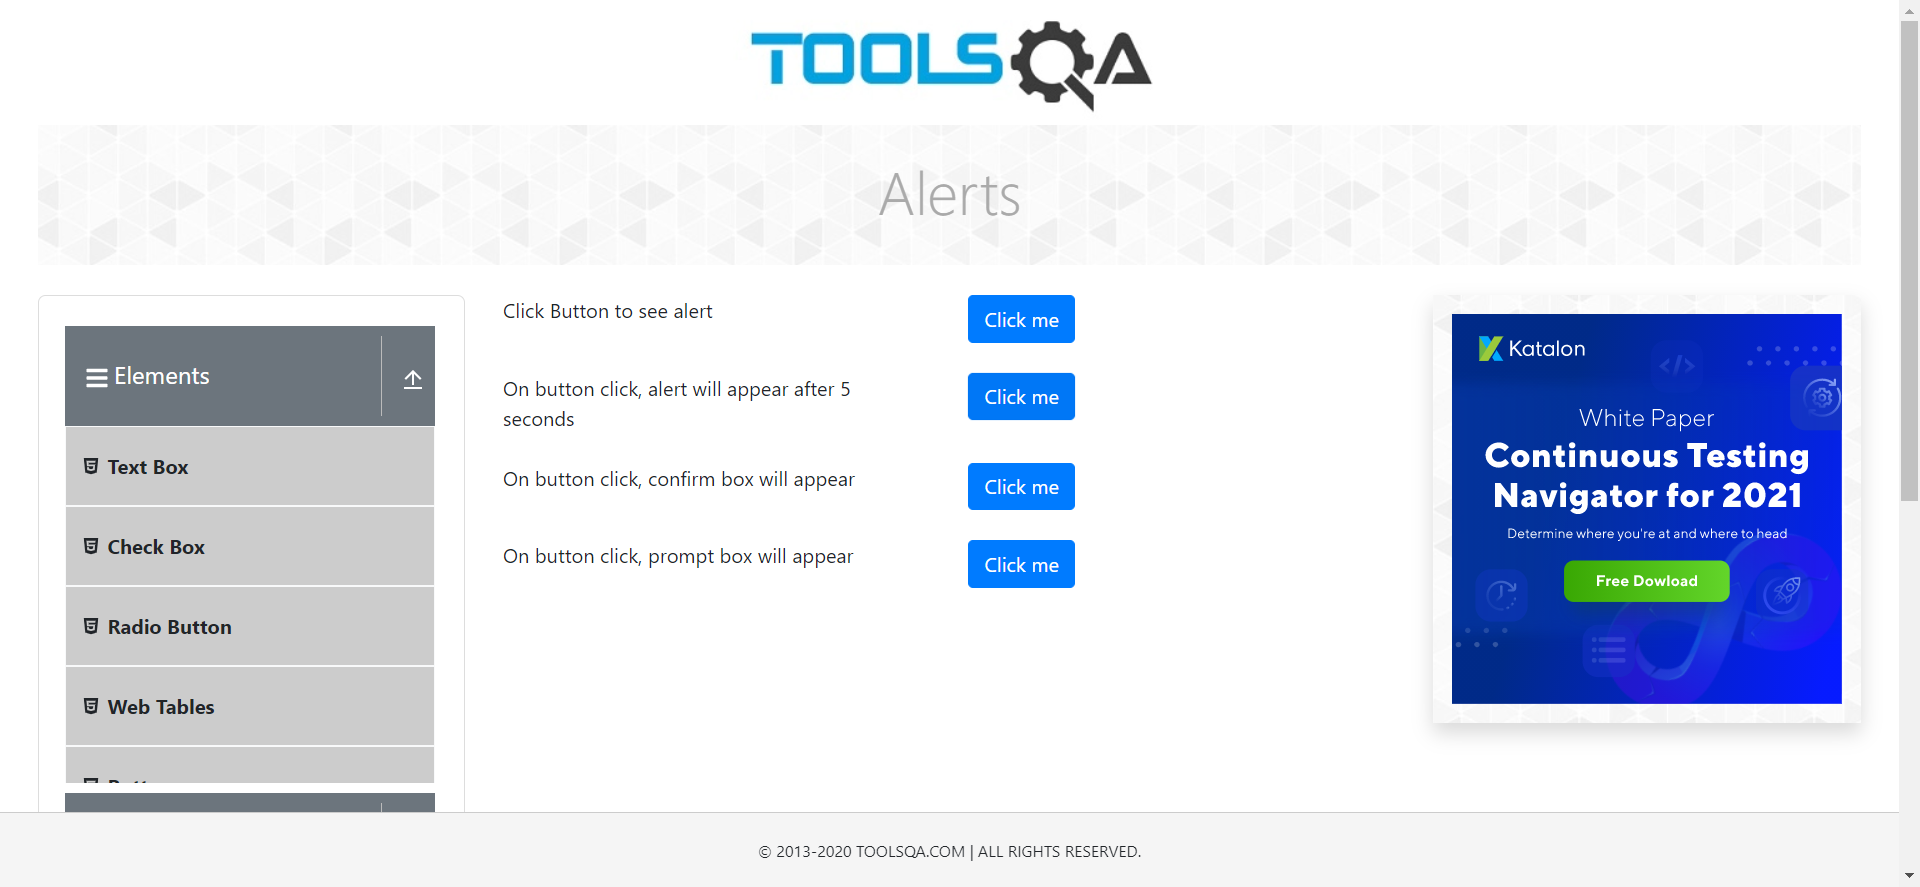 TOOLSQA
Alerts
Elements
Text Box
Check Box
Radio Button
Web Tables
Click Button to see alert
Click me
On button click, alert will appear after 5
seconds
Click me
On button click, confirm box will appear
Click me
On button click, prompt box will appear
Click me
Katalon
White Paper
Continuous Testing
Navigator for 2021
Determine where you're at and where to head
Free Dowload
© 2013-2020 TOOLSQA.COM | ALL RIGHTS RESERVED.